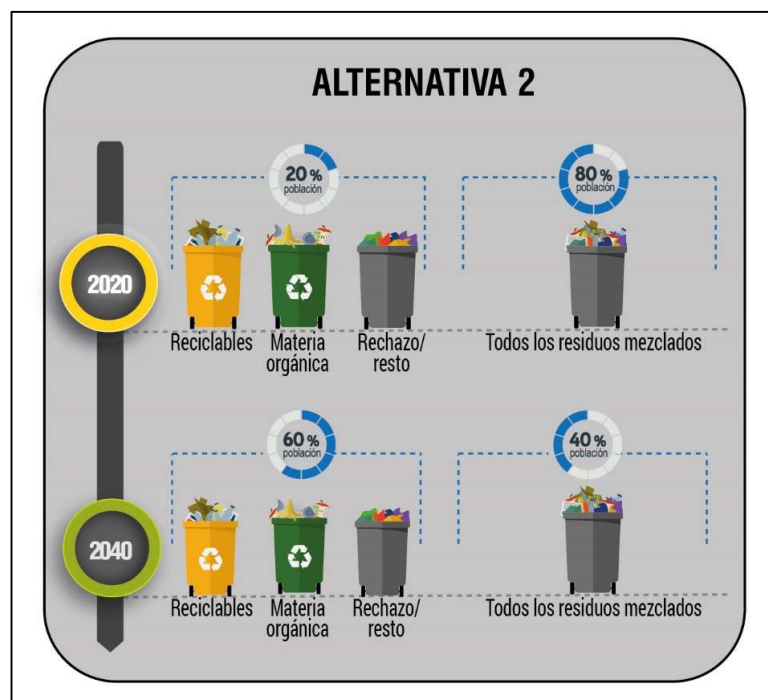 ALTERNATIVA 2
20 %
población
80 %
población
2020
Reciclables
Materia
orgánica
Rechazo/
resto
Todos los residuos mezclados
60 %
población
40 %
población
2040
Reciclables
Materia
orgánica
Rechazo/
resto
Todos los residuos mezclados